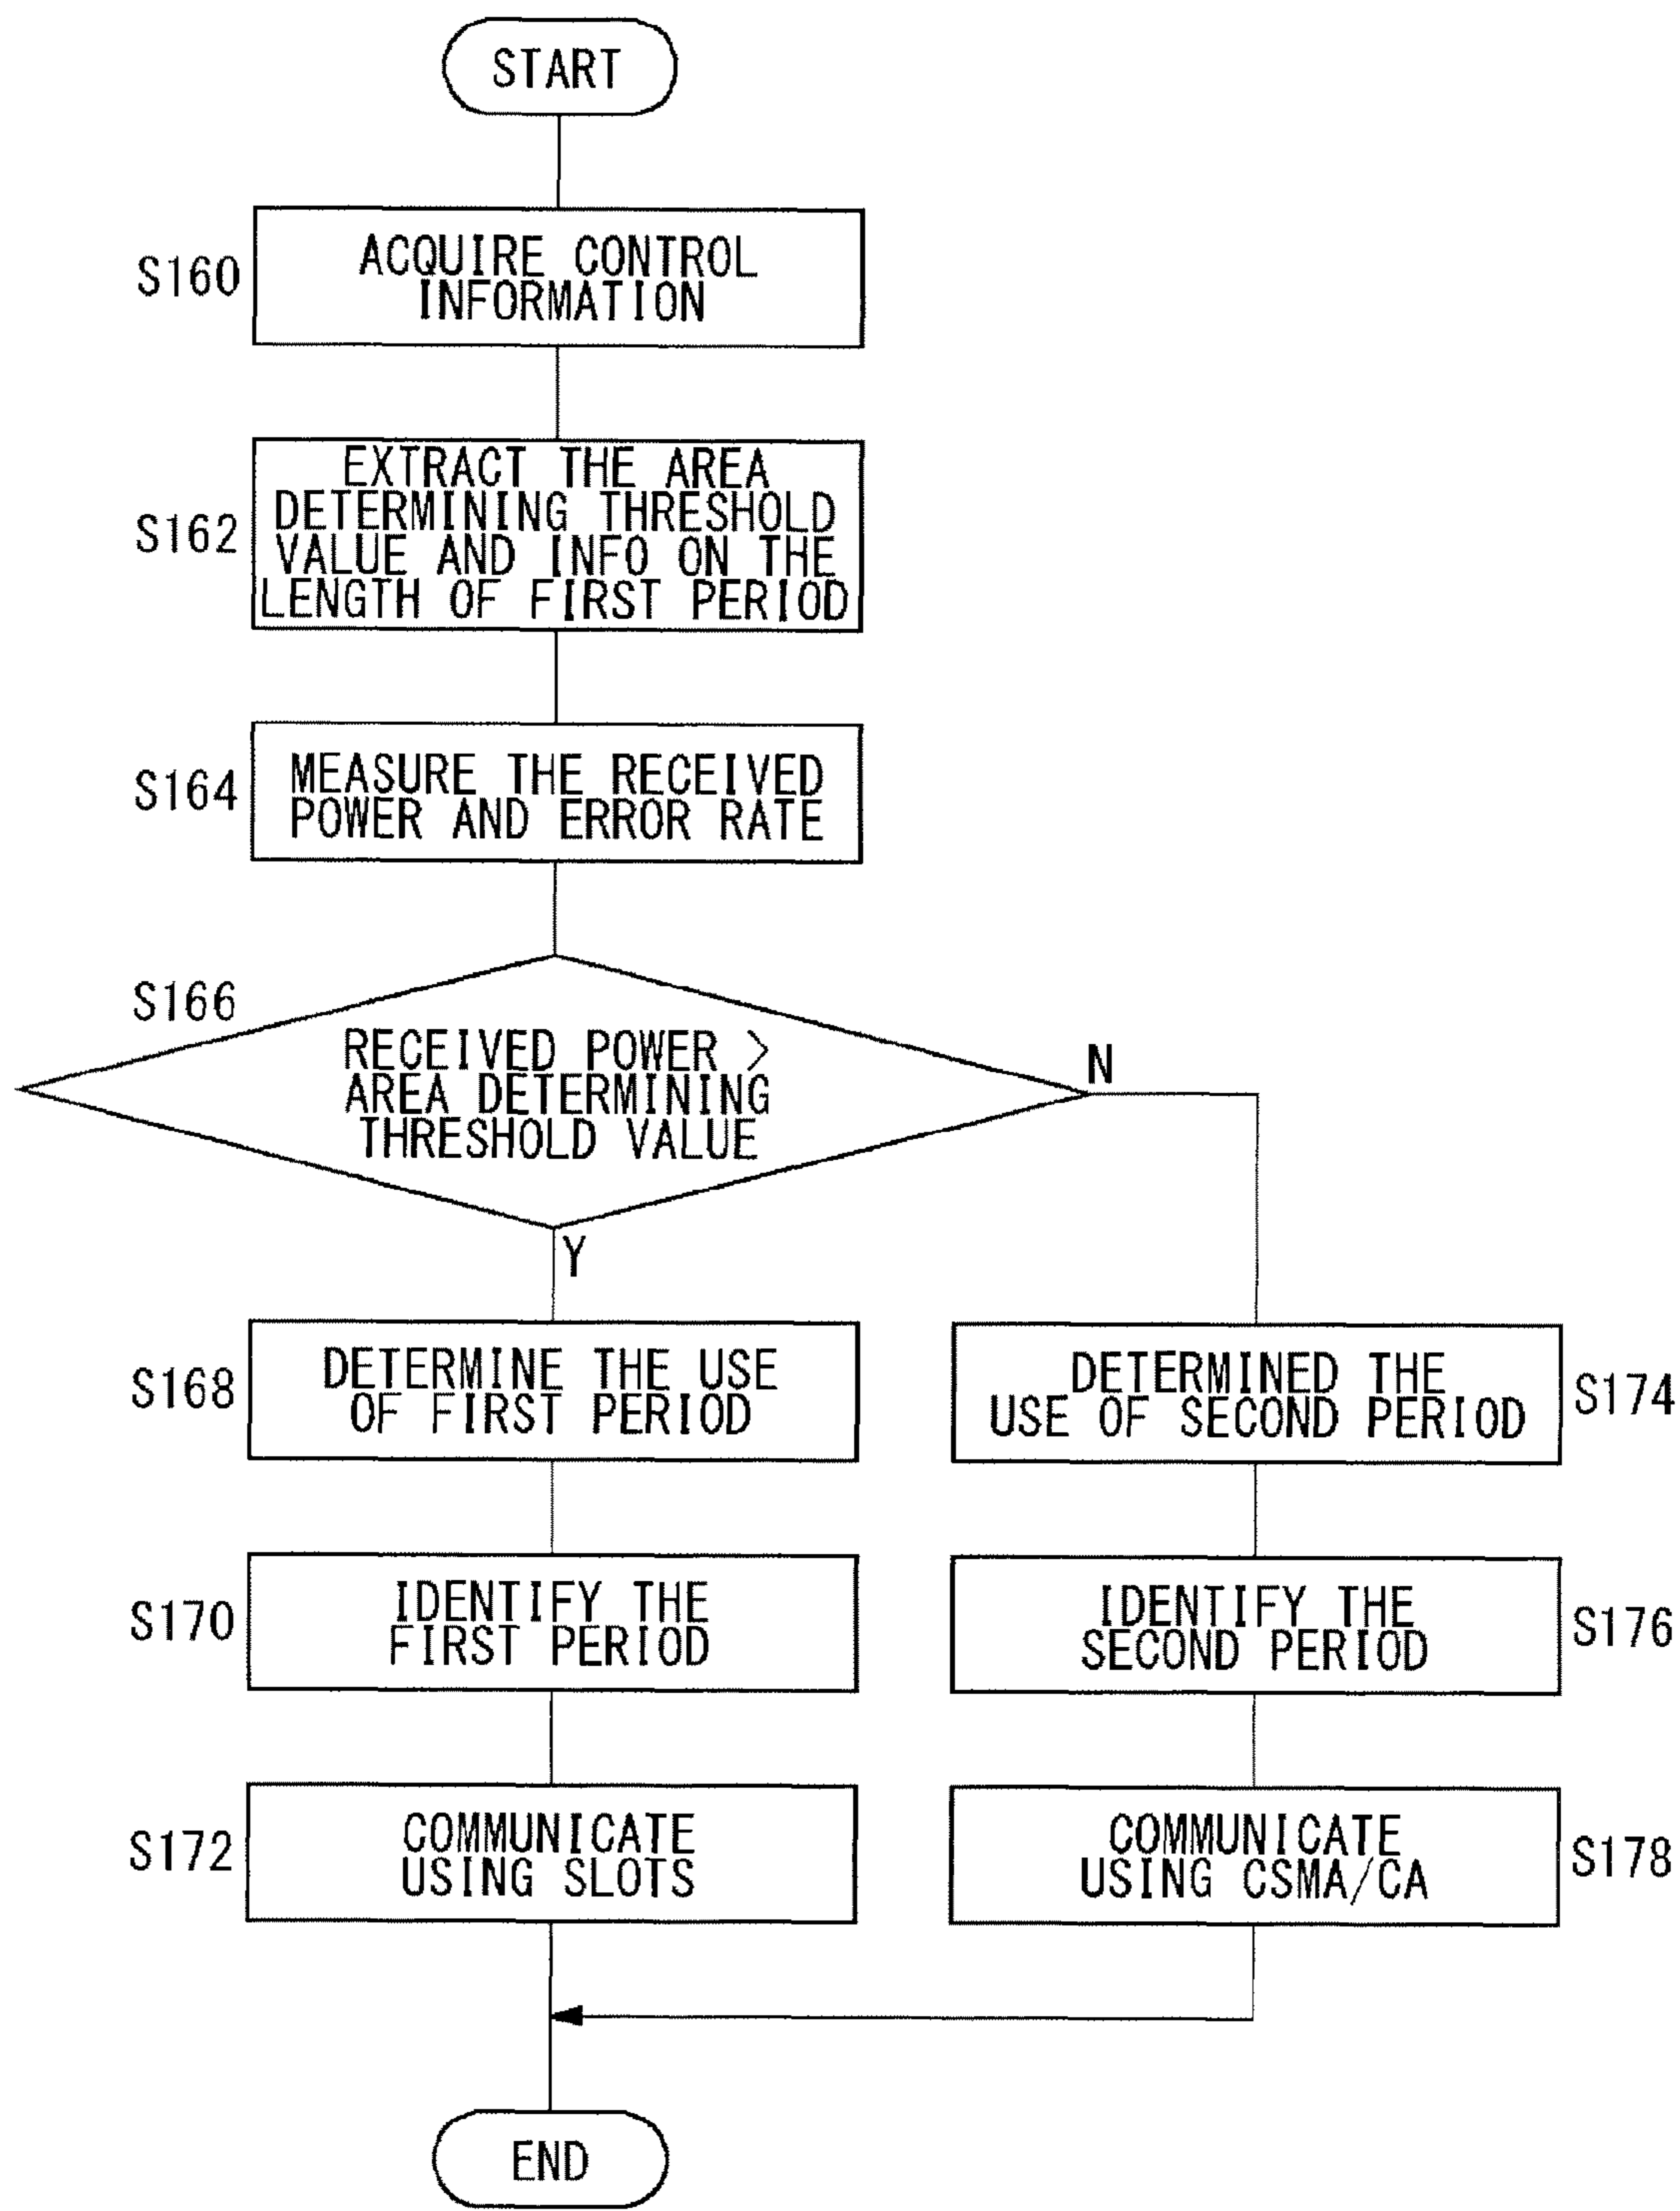 START
S160
ACQUIRE CONTROL
INFORMATION
S162
EXTRACT THE AREA
DETERMINING THRESHOLD
VALUE AND INFO ON THE
LENGTH OF FIRST PERIOD
S164
MEASURE THE RECEIVED
POWER AND ERROR RATE
S166
RECEIVED POWER >
AREA DETERMINING
THRESHOLD VALUE
N
Y
S168
DETERMINE THE USE
OF FIRST PERIOD
DETERMINED THE
USE OF SECOND PERIOD
S174
S170
IDENTIFY THE
FIRST PERIOD
IDENTIFY THE
SECOND PERIOD
S176
S172
COMMUNICATE
USING SLOTS
COMMUNICATE
USING CSMA/CA
S178
END